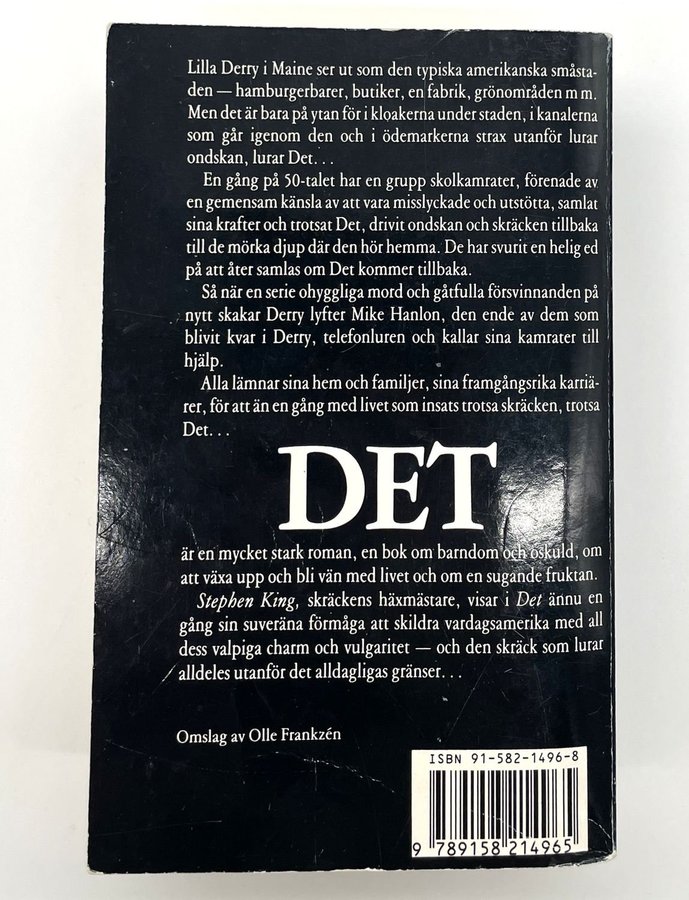 Lilla Derry i Maine ser ut som den typiska amerikanska småsta-
den — hamburgerbarer, butiker, en fabrik, grönområden m m.
Men det är bara på ytan för i kloakerna under staden, i kanalerna
som går igenom den och i ödemarkerna strax utanför lurar
ondskan, lurar Det. . .
En gång på 50-talet har en grupp skolkamrater, förenade av
en gemensam känsla av att vara misslyckade och utstötta, samlat
sina krafter och trotsat Det, drivit ondskan och skräcken tillbaka
till de mörka djup där den hör hemma. De har svurit en helig ed
på att åter samlas om Det kommer tillbaka.
Så när en serie ohyggliga mord och gåtfulla försvinnanden på
nytt skakar Derry lyfter Mike Hanlon, den ende av dem som
blivit kvar i Derry, telefonluren och kallar sina kamrater till
hjälp.
Alla lämnar sina hem och familjer, sina framgångsrika karriä-
rer, för att än en gång med livet som insats trotsa skräcken, trotsa
Det. . .
DET
är en mycket stark roman, en bok om barndom och oskuld, om
att växa upp och bli vän med livet och om en sugande fruktan.
Stephen King, skräckens häxmästare, visar i Det ännu en
gång sin suveräna förmåga att skildra vardagsamerika med all
dess valpiga charm och vulgaritet — och den skräck som lurar
alldeles utanför det alldagligas gränser. . .
Omslag av Olle Frankzén
ISBN 91-582-1496-8
9 789158 214965